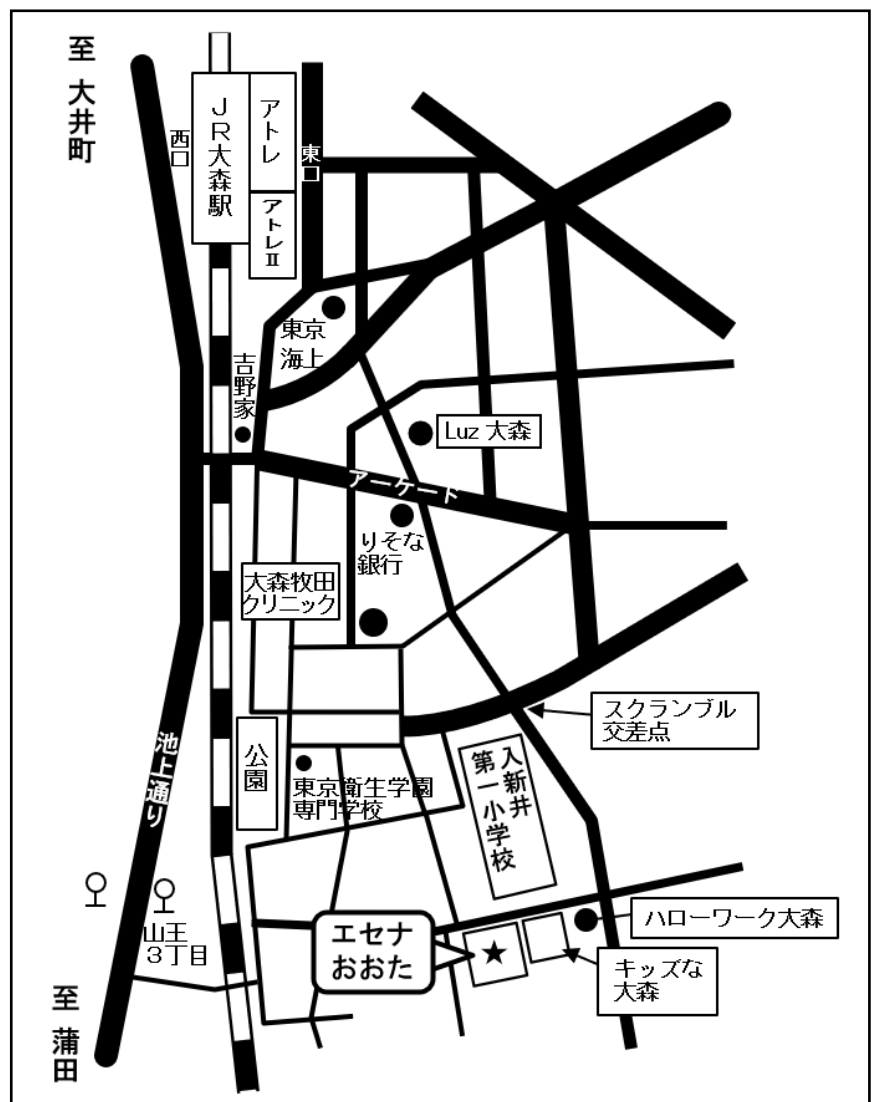 至 大井町
西口
JR大森駅
アトレ
アトレⅡ
東口
東京
海上
吉野家
Luz 大森
アーケード
りそな
銀行
大森牧田
クリニック
スクランブル
交差点
池上通り
公園
東京衛生学園
専門学校
入新井
第一小学校
山王
3丁目
エセナ
おおた
★
ハローワーク大森
キッズな
大森
至 蒲田